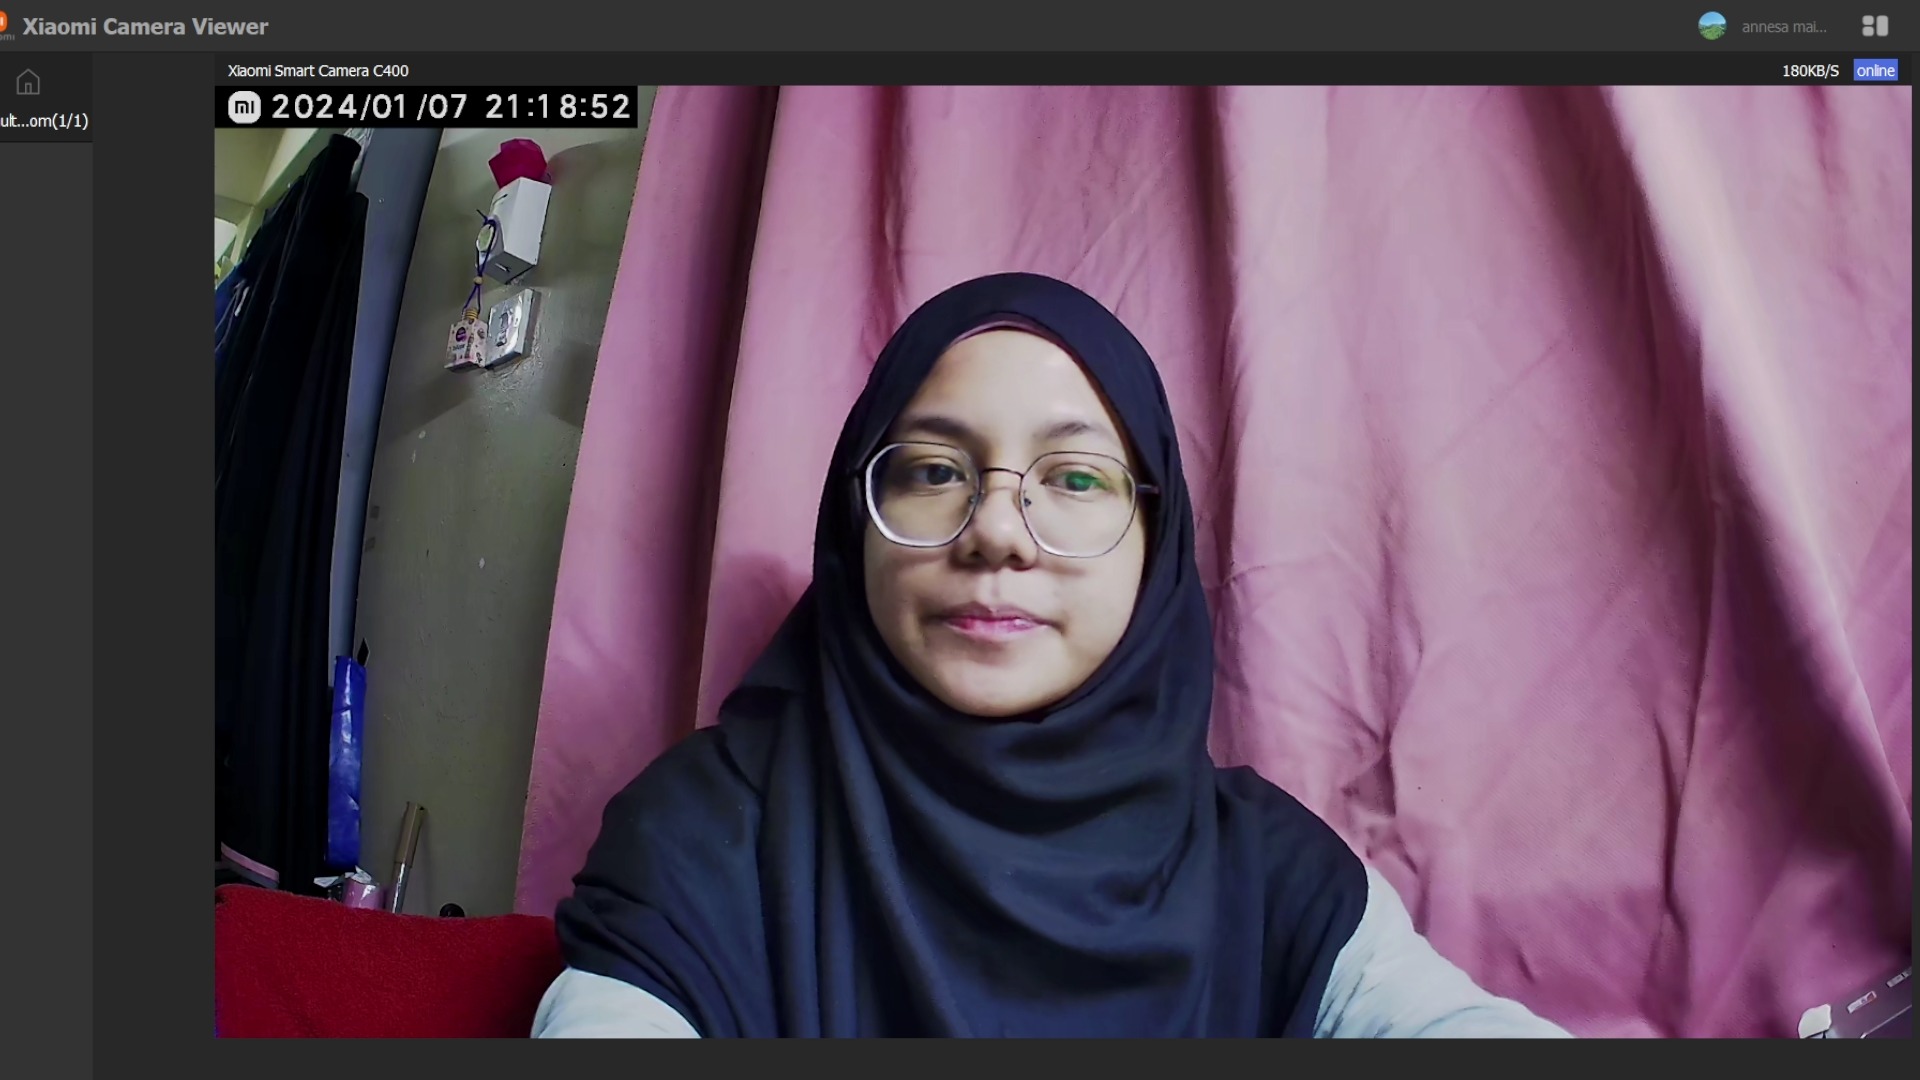 Xiaomi Camera Viewer
annesa mai...
Xiaomi Smart Camera C400
180KB/S
online
mi 2024/01/07 21:18:52
ult...om(1/1)